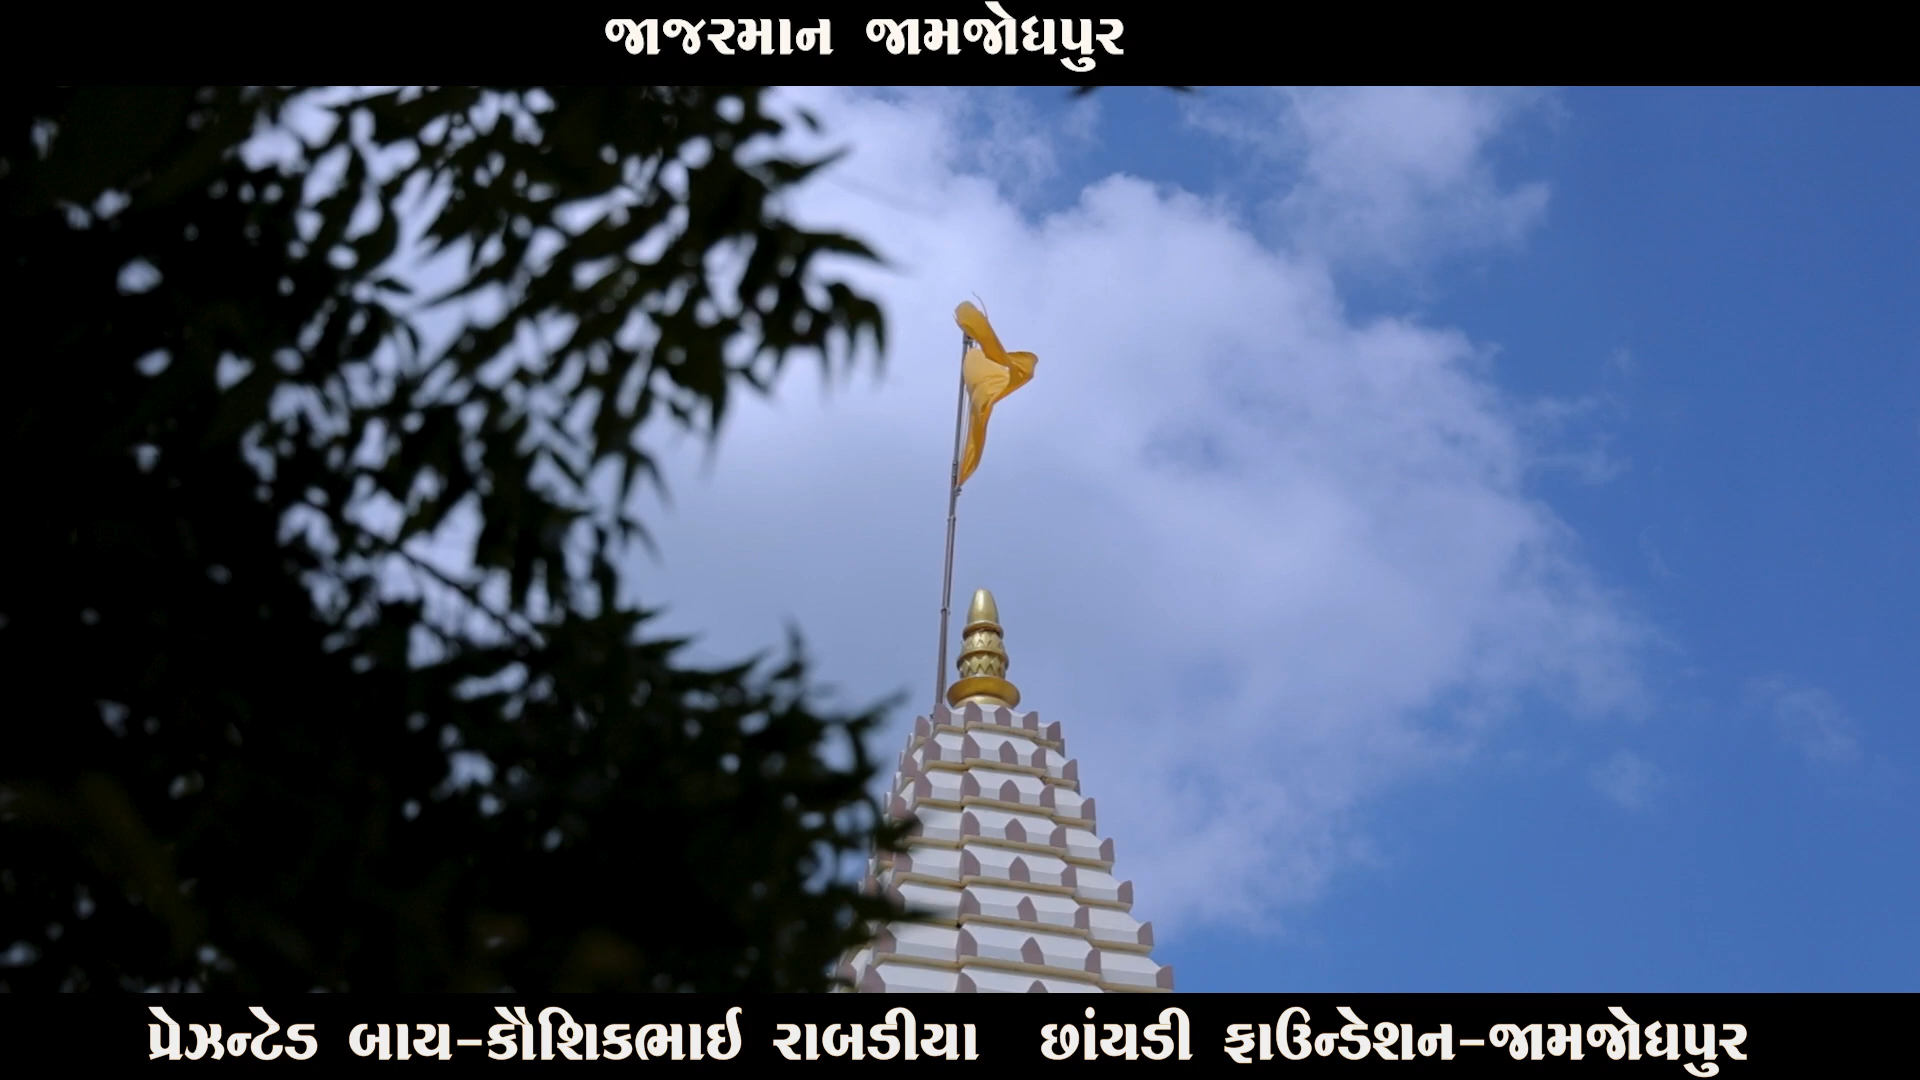 જાજરમાન જામજોધપુર
પ્રેઝન્ટેડ બાય-કૌશિકભાઈ રાબડીયા છાંયડી ફાઉન્ડેશન-જામજોધપુર